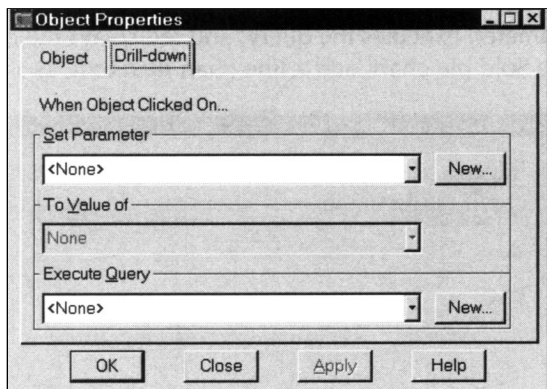 Object Properties
Object Drill-down
When Object Clicked On...
Set Parameter
<None> New...
To Value of
None
Execute Query
<None> New...
OK Close Apply Help